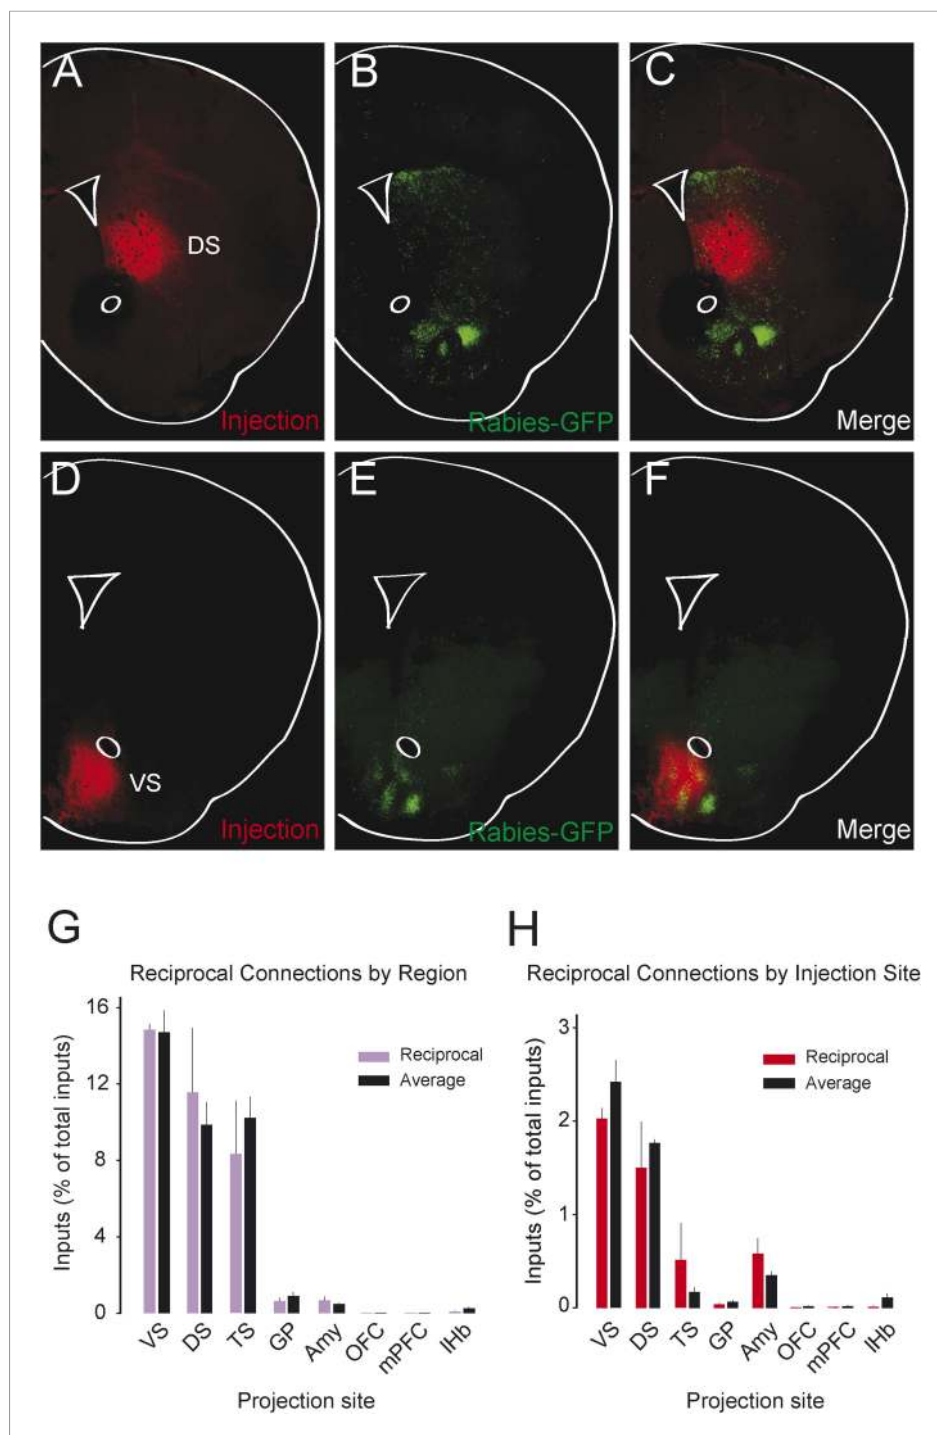 A
B
C
DS
Injection
Rabies-GFP
Merge
D
E
F
VS
Injection
Rabies-GFP
Merge
G
Reciprocal Connections by Region
Inputs (% of total inputs)
16
12
8
4
0
Reciprocal
Average
VS
DS
TS
GP
Amy
OFC
mPFC
lHb
Projection site
H
Reciprocal Connections by Injection Site
Inputs (% of total inputs)
3
2
1
0
Reciprocal
Average
VS
DS
TS
GP
Amy
OFC
mPFC
lHb
Projection site